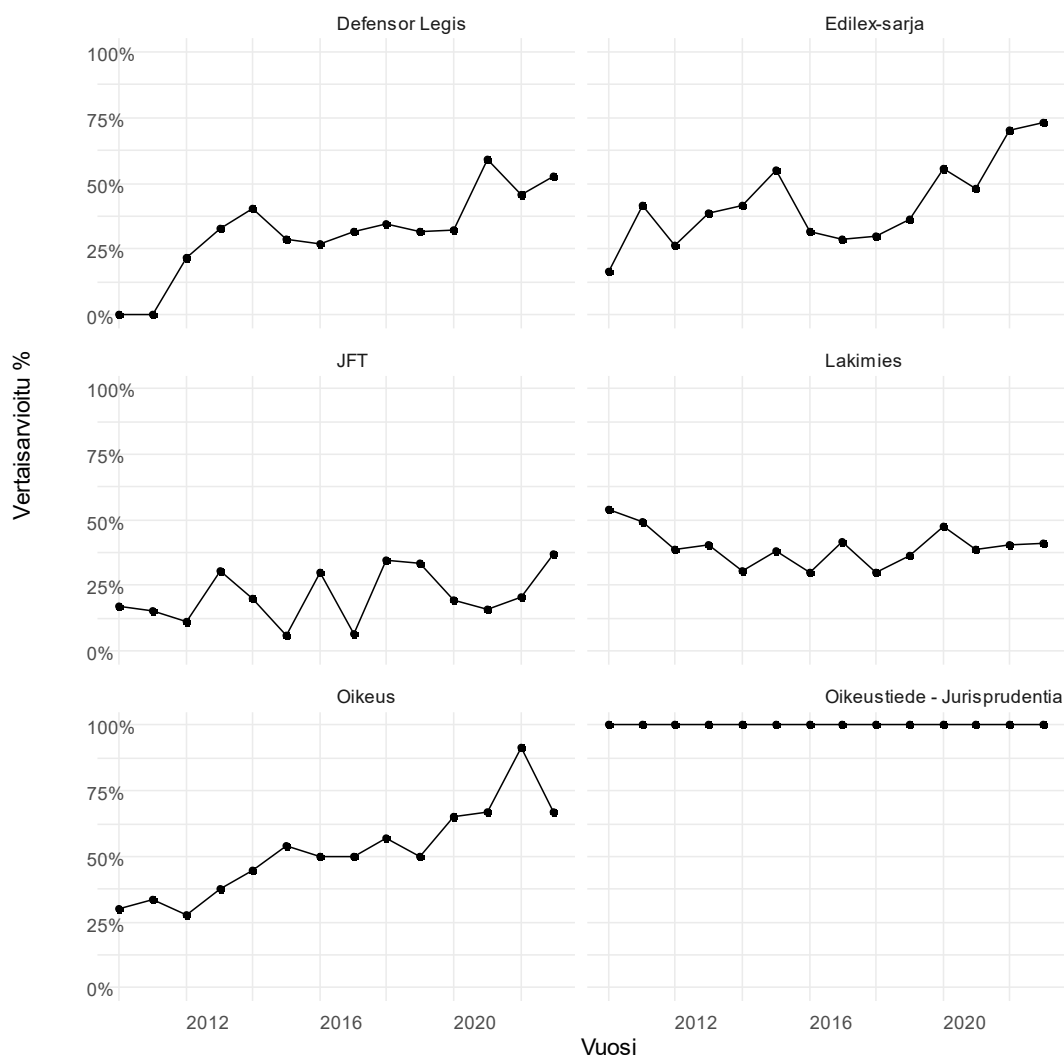 Defensor Legis
Edilex-sarja
100%
75%
50%
25%
0%
JFT
Lakimies
100%
75%
50%
25%
0%
Vertaisarvioitu %
Oikeus
Oikeustiede - Jurisprudentia
100%
75%
50%
25%
0%
2012 2016 2020
2012 2016 2020
Vuosi